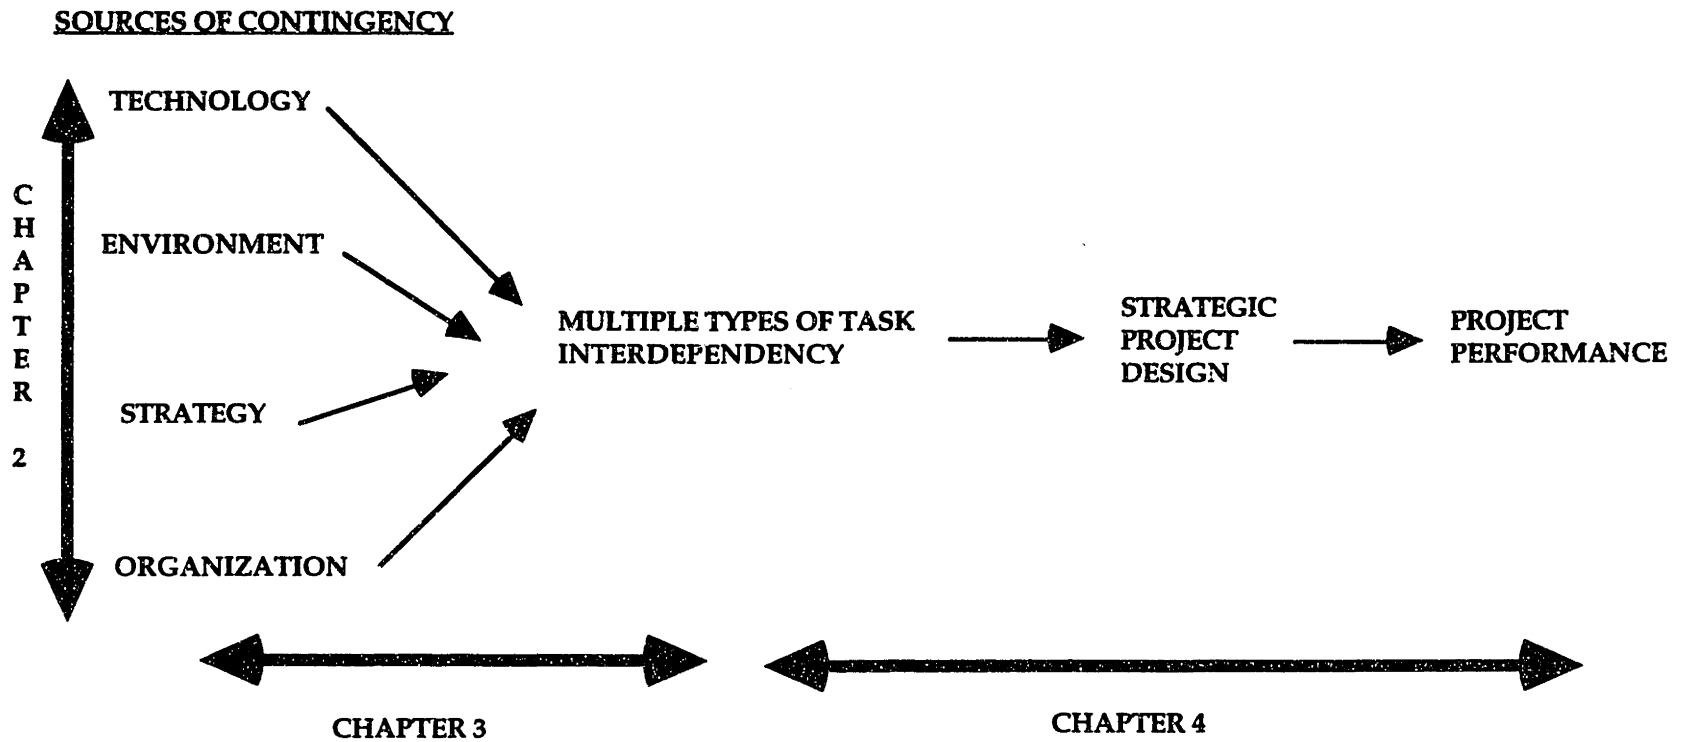 SOURCES OF CONTINGENCY
TECHNOLOGY
CHAPTER 2
ENVIRONMENT
STRATEGY
ORGANIZATION
MULTIPLE TYPES OF TASK
INTERDEPENDENCY
STRATEGIC
PROJECT
DESIGN
PROJECT
PERFORMANCE
CHAPTER 3
CHAPTER 4